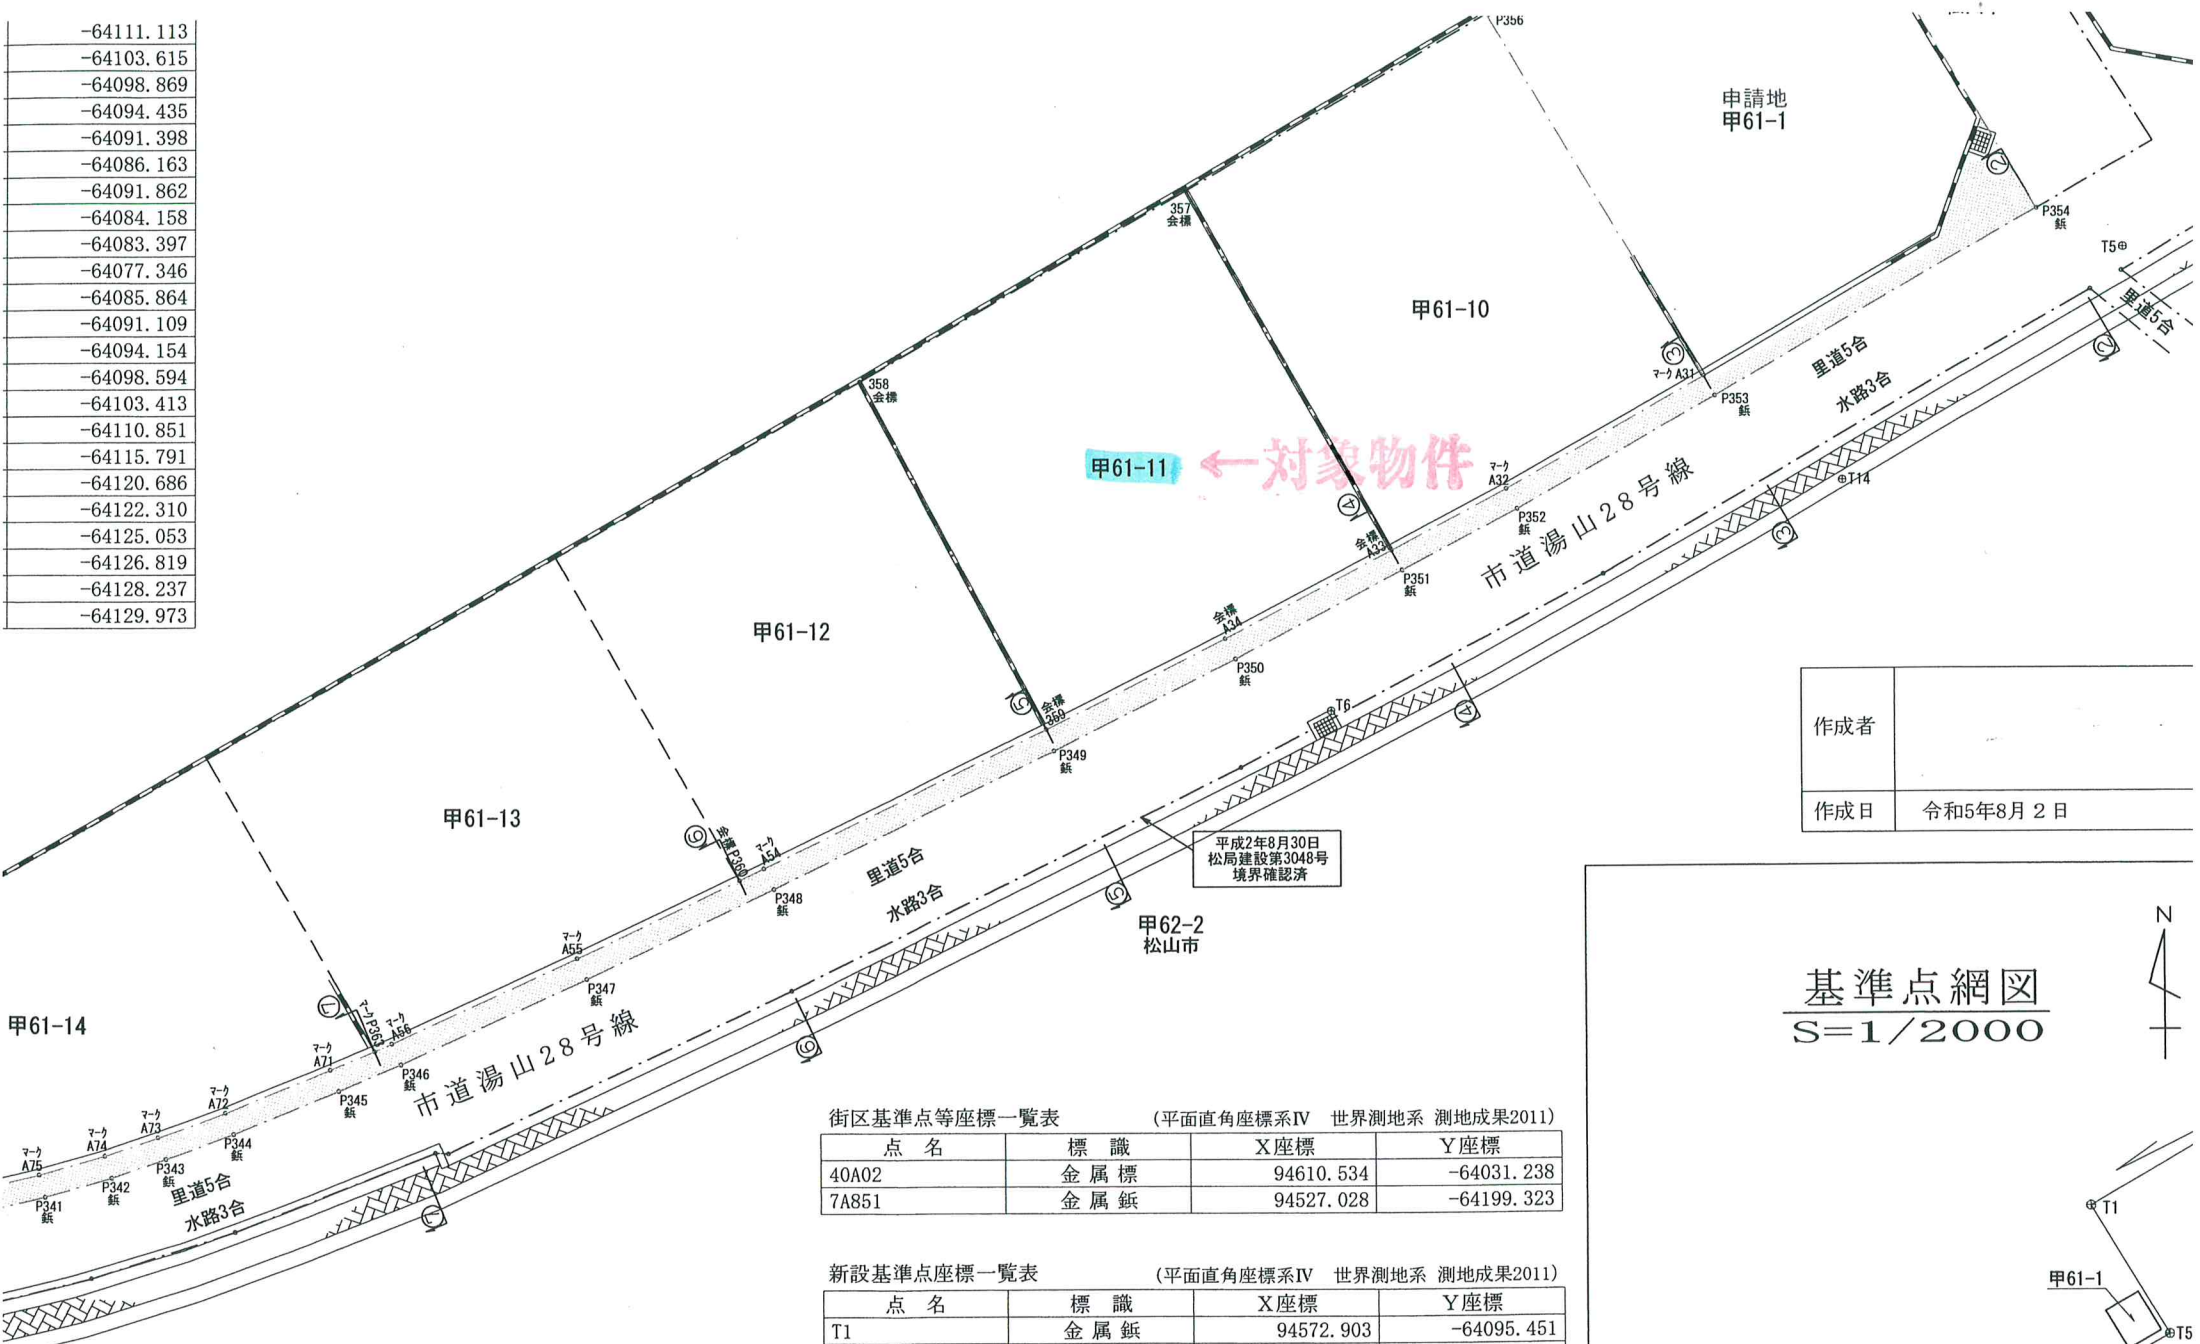 -64111.113
-64103.615
-64098.869
-64094.435
-64091.398
-64086.163
-64091.862
-64084.158
-64083.397
-64077.346
-64085.864
-64091.109
-64094.154
-64098.594
-64103.413
-64110.851
-64115.791
-64120.686
-64122.310
-64125.053
-64126.819
-64128.237
-64129.973
P356
申請地
甲61-1
②
P354
鋲
T5
里道5合
②
357
会標
甲61-10
③
マーク A31
P353
鋲
里道5合
水路3合
358
会標
甲61-11
←対象物件
④
マーク
A32
P352
鋲
市道湯山28号線
T14
③
会標
A33
P351
鋲
会標
A34
P350
鋲
甲61-12
⑤
会標
359
P349
鋲
T6
④
甲61-13
⑥
会標 P360
マーク
A54
P348
鋲
里道5合
水路3合
平成2年8月30日
松局建設第3048号
境界確認済
⑤
甲62-2
松山市
マーク
A55
P347
鋲
⑥
甲61-14
⑦
マーク P363
マーク
A56
P346
鋲
市道湯山28号線
マーク
A71
P345
鋲
マーク
A72
P344
鋲
マーク
A73
P343
鋲
マーク
A74
P342
鋲
マーク
A75
P341
鋲
里道5合
水路3合
⑦
作成者
作成日 令和5年8月2日
街区基準点等座標一覧表 (平面直角座標系Ⅳ 世界測地系 測地成果2011)
点名 標識 X座標 Y座標
40A02 金属標 94610.534 -64031.238
7A851 金属鋲 94527.028 -64199.323
新設基準点座標一覧表 (平面直角座標系Ⅳ 世界測地系 測地成果2011)
点名 標識 X座標 Y座標
T1 金属鋲 94572.903 -64095.451
基準点網図
S=1/2000
N
T1
甲61-1
T5